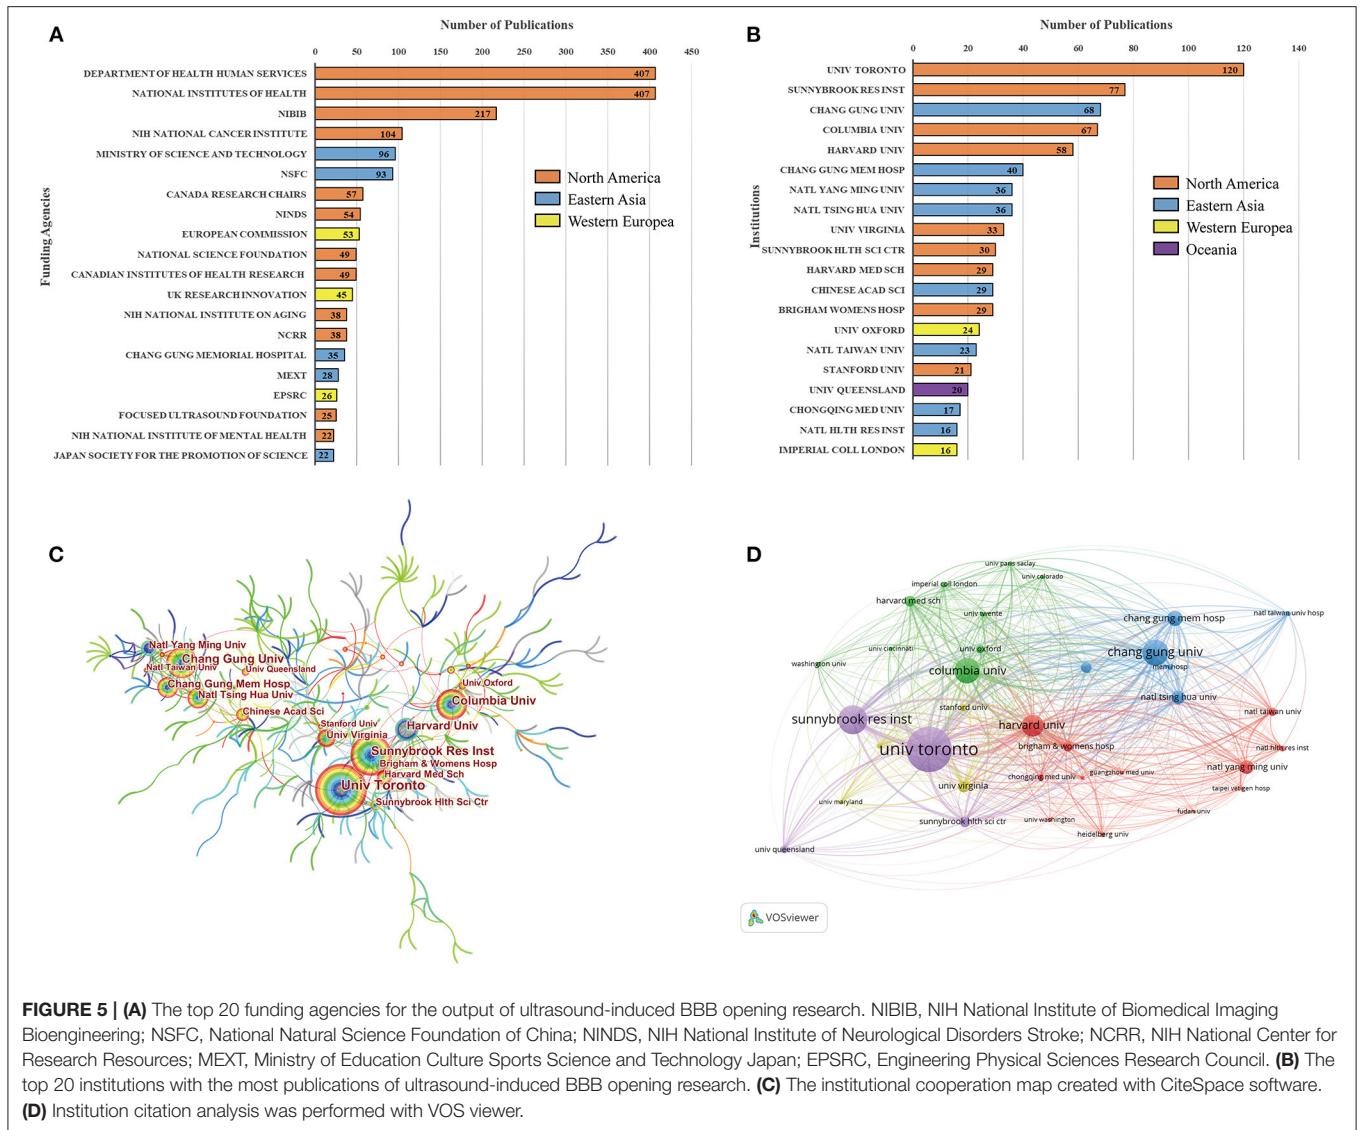 A
Number of Publications
0 50 100 150 200 250 300 350 400 450
Funding Agencies
DEPARTMENT OF HEALTH HUMAN SERVICES 407
NATIONAL INSTITUTES OF HEALTH 407
NIBIB 217
NIH NATIONAL CANCER INSTITUTE 104
MINISTRY OF SCIENCE AND TECHNOLOGY 96
NSFC 93
CANADA RESEARCH CHAIRS 57
NINDS 54
EUROPEAN COMMISSION 53
NATIONAL SCIENCE FOUNDATION 49
CANADIAN INSTITUTES OF HEALTH RESEARCH 49
UK RESEARCH INNOVATION 45
NIH NATIONAL INSTITUTE ON AGING 38
NCRR 38
CHANG GUNG MEMORIAL HOSPITAL 35
MEXT 28
EPSRC 26
FOCUSED ULTRASOUND FOUNDATION 25
NIH NATIONAL INSTITUTE OF MENTAL HEALTH 22
JAPAN SOCIETY FOR THE PROMOTION OF SCIENCE 22
North America
Eastern Asia
Western Europea
B
Number of Publications
0 20 40 60 80 100 120 140
Institutions
UNIV TORONTO 120
SUNNYBROOK RES INST 77
CHANG GUNG UNIV 68
COLUMBIA UNIV 67
HARVARD UNIV 58
CHANG GUNG MEM HOSP 40
NATL YANG MING UNIV 36
NATL TSING HUA UNIV 36
UNIV VIRGINIA 33
SUNNYBROOK HLTH SCI CTR 30
HARVARD MED SCH 29
CHINESE ACAD SCI 29
BRIGHAM WOMENS HOSP 29
UNIV OXFORD 24
NATL TAIWAN UNIV 23
STANFORD UNIV 21
UNIV QUEENSLAND 20
CHONGQING MED UNIV 17
NATL HLTH RES INST 16
IMPERIAL COLL LONDON 16
North America
Eastern Asia
Western Europea
Oceania
C
Natl Yang Ming Univ
Chang Gung Univ
Natl Taiwan Univ
Univ Queensland
Chang Gung Mem Hosp
Natl Tsing Hua Univ
Chinese Acad Sci
Univ Oxford
Columbia Univ
Stanford Univ
Harvard Univ
Univ Virginia
Sunnybrook Res Inst
Brigham & Womens Hosp
Harvard Med Sch
Univ Toronto
Sunnybrook Hlth Sci Ctr
D
univ paris saclay
univ colorado
imperial coll london
harvard med sch
univ twente
chang gung mem hosp
natl taiwan univ hosp
univ cincinnati
univ oxford
chang gung univ
washington univ
columbia univ
mem hosp
natl tsing hua univ
stanford univ
sunnybrook res inst
harvard univ
natl taiwan univ
univ toronto
brigham & womens hosp
natl hlth res inst
natl yang ming univ
chongqing med univ
guangzhou med univ
univ virginia
taipei vetigen hosp
univ maryland
fudan univ
sunnybrook hlth sci ctr
univ washington
heidelberg univ
univ queensland
VOSviewer
FIGURE 5 | (A) The top 20 funding agencies for the output of ultrasound-induced BBB opening research. NIBIB, NIH National Institute of Biomedical Imaging
Bioengineering; NSFC, National Natural Science Foundation of China; NINDS, NIH National Institute of Neurological Disorders Stroke; NCRR, NIH National Center for
Research Resources; MEXT, Ministry of Education Culture Sports Science and Technology Japan; EPSRC, Engineering Physical Sciences Research Council. (B) The
top 20 institutions with the most publications of ultrasound-induced BBB opening research. (C) The institutional cooperation map created with CiteSpace software.
(D) Institution citation analysis was performed with VOS viewer.